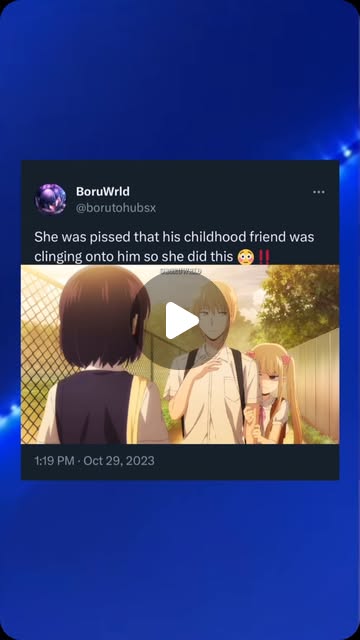 BoruWrld
@borutohubsx
She was pissed that his childhood friend was
clinging onto him so she did this 😳‼️
1:19 PM · Oct 29, 2023